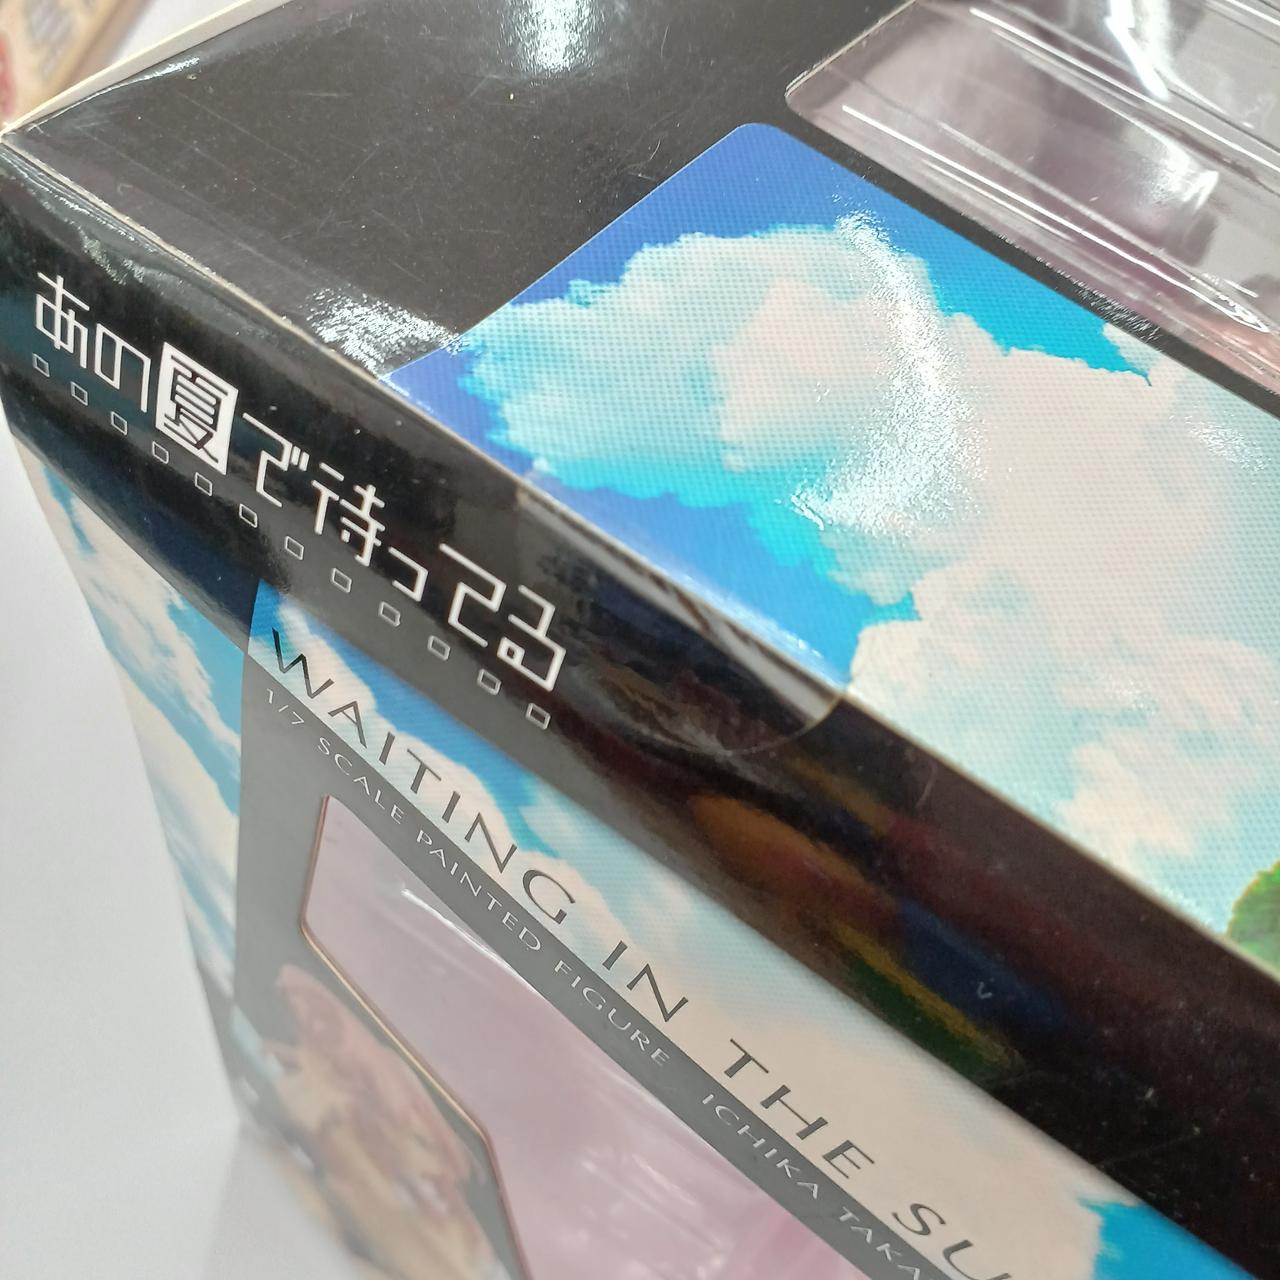 あの夏で待ってる
WAITING IN THE SU
1/7 SCALE PAINTED FIGURE / ICHIKA TAKA